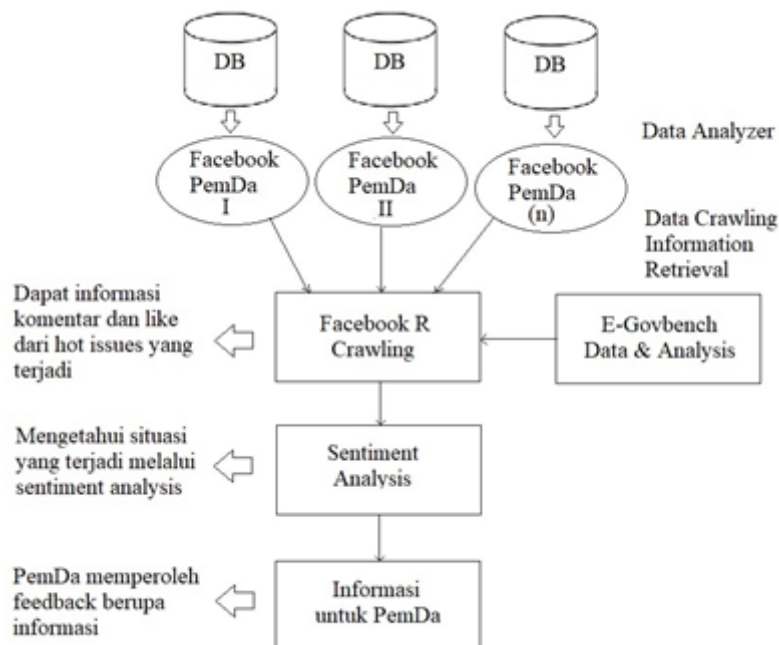 DB
DB
DB
Facebook
PemDa
I
Facebook
PemDa
II
Facebook
PemDa
(n)
Data Analyzer
Data Crawling
Information
Retrieval
Dapat informasi
komentar dan like
dari hot issues yang
terjadi
Facebook R
Crawling
E-Govbench
Data & Analysis
Mengetahui situasi
yang terjadi melalui
sentiment analysis
Sentiment
Analysis
PemDa memperoleh
feedback berupa
informasi
Informasi
untuk PemDa